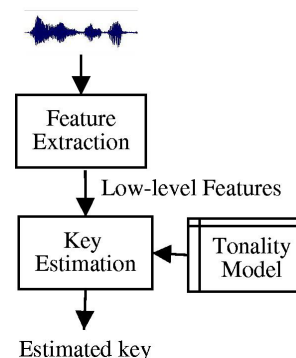 Feature
Extraction
Low-level Features
Key
Estimation
Tonality
Model
Estimated key